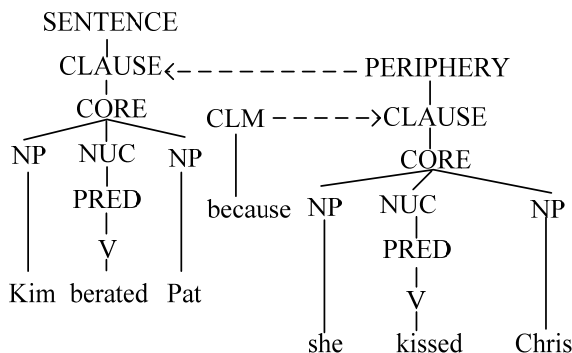 SENTENCE
CLAUSE PERIPHERY
CORE CLM CLAUSE
NP NUC NP CORE
PRED because NP NUC NP
V PRED
Kim berated Pat V
she kissed Chris